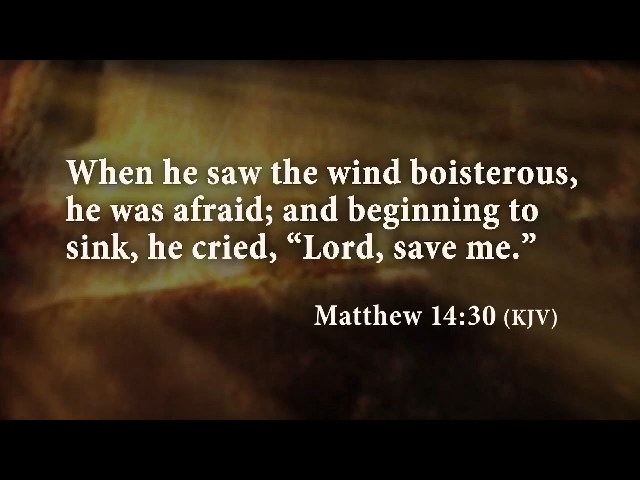 When he saw the wind boisterous,
he was afraid; and beginning to
sink, he cried, “Lord, save me.”
Matthew 14:30 (KJV)